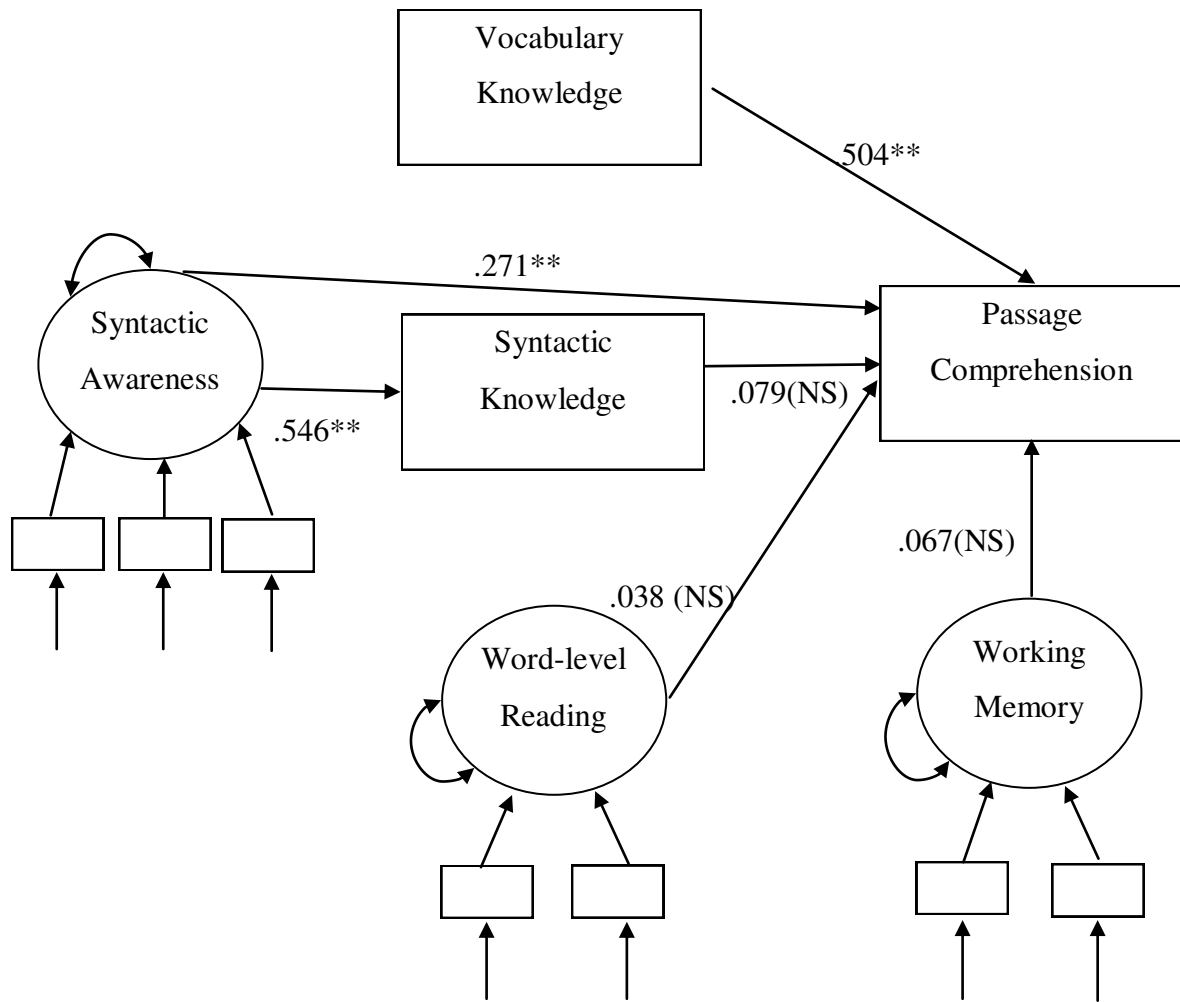 Vocabulary
Knowledge
.504**
.271**
Syntactic
Awareness
Syntactic
Knowledge
Passage
Comprehension
.546**
.079(NS)
.067(NS)
.038 (NS)
Word-level
Reading
Working
Memory